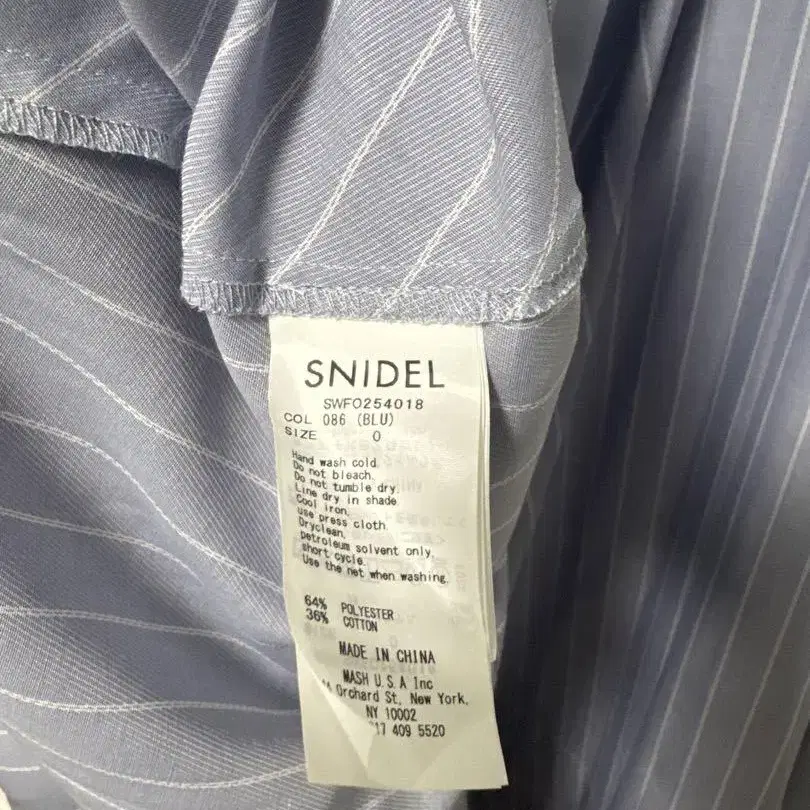 SNIDEL
SWFO254018
COL 086 (BLU)
SIZE 0
Hand wash cold.
Do not bleach.
Do not tumble dry.
Line dry in shade
Cool iron.
use press cloth.
Dryclean,
petroleum solvent only,
short cycle.
Use the net when washing.
64% POLYESTER
36% COTTON
MADE IN CHINA
MASH U.S.A Inc
Orchard St, New York,
NY 10002
409 5520